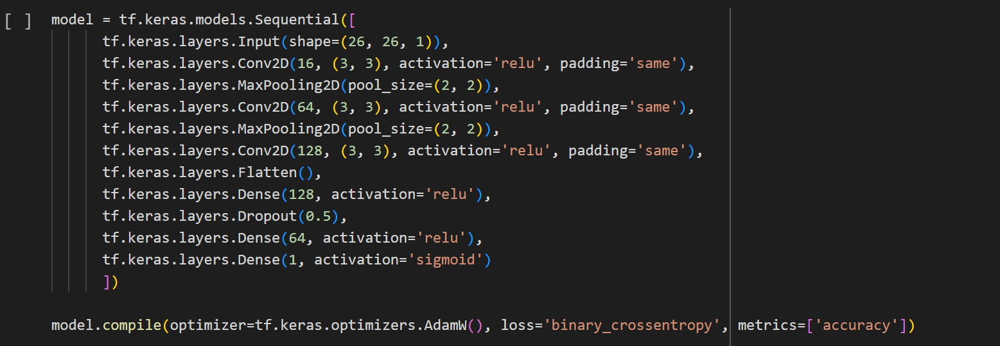 [ ] model = tf.keras.models.Sequential([
tf.keras.layers.Input(shape=(26, 26, 1)),
tf.keras.layers.Conv2D(16, (3, 3), activation='relu', padding='same'),
tf.keras.layers.MaxPooling2D(pool_size=(2, 2)),
tf.keras.layers.Conv2D(64, (3, 3), activation='relu', padding='same'),
tf.keras.layers.MaxPooling2D(pool_size=(2, 2)),
tf.keras.layers.Conv2D(128, (3, 3), activation='relu', padding='same'),
tf.keras.layers.Flatten(),
tf.keras.layers.Dense(128, activation='relu'),
tf.keras.layers.Dropout(0.5),
tf.keras.layers.Dense(64, activation='relu'),
tf.keras.layers.Dense(1, activation='sigmoid')
])
model.compile(optimizer=tf.keras.optimizers.AdamW(), loss='binary_crossentropy', metrics=['accuracy'])